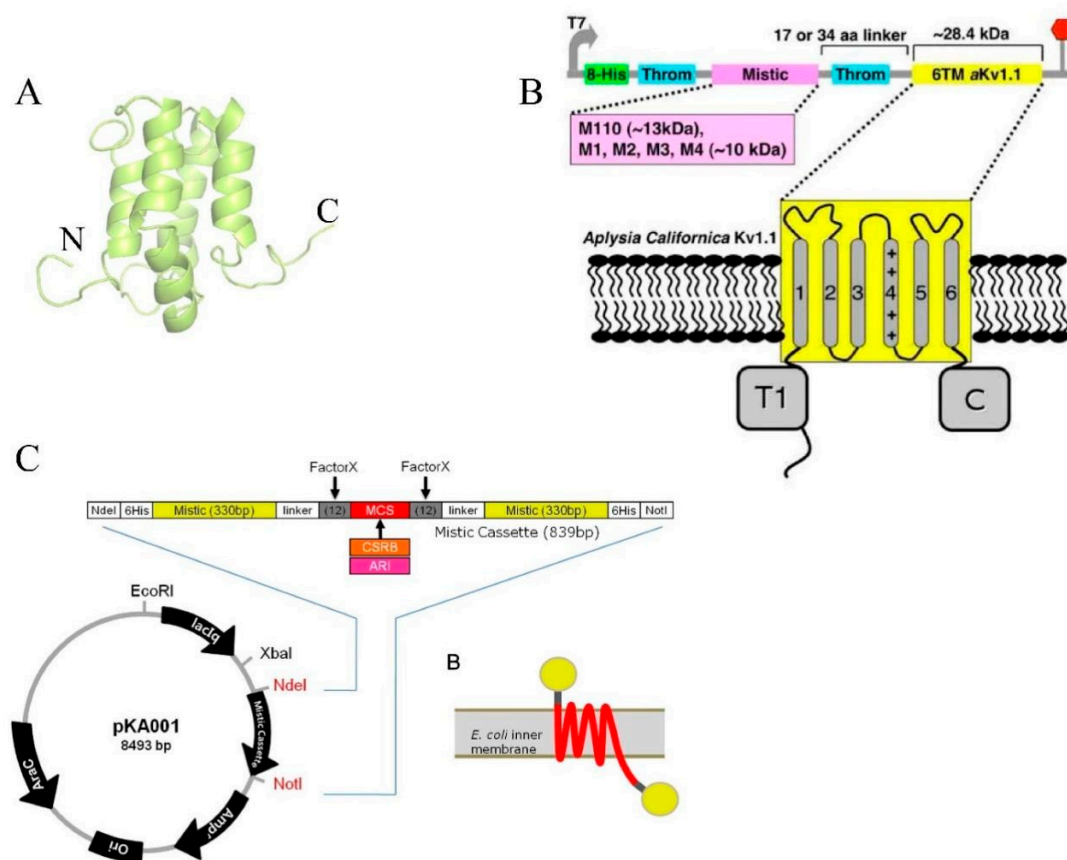 A
N
C
B
T7
17 or 34 aa linker
~28.4 kDa
8-His
Throm
Mistic
Throm
6TM aKv1.1
M110 (~13kDa),
M1, M2, M3, M4 (~10 kDa)
Aplysia Californica Kv1.1
1
2
3
+
+
4
+
+
5
6
T1
C
C
FactorX
FactorX
NdeI
6His
Mistic (330bp)
linker
(12)
MCS
(12)
linker
Mistic (330bp)
6His
NotI
Mistic Cassette (839bp)
CSRB
ARI
EcoRI
lacIq
XbaI
NdeI
Mistic Cassette
NotI
Ampʳ
Ori
AraC
pKA001
8493 bp
B
E. coli inner
membrane